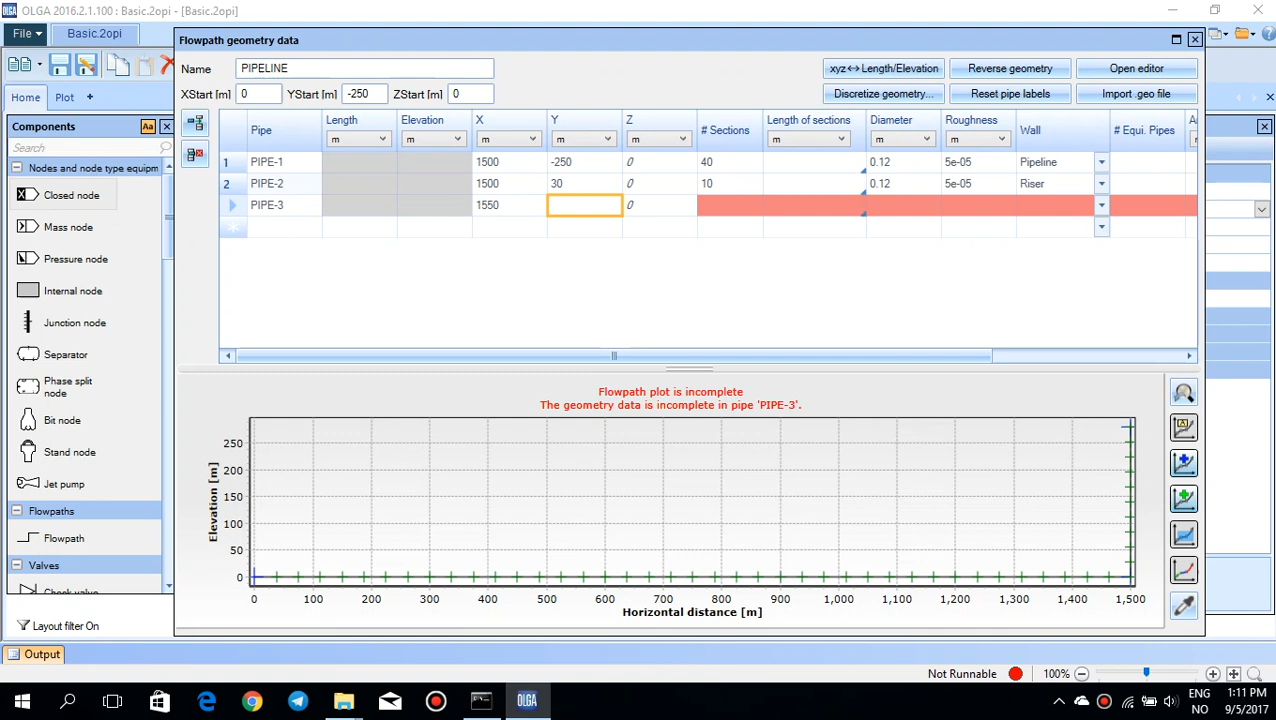 OLGA 2016.2.1.100 : Basic.2opi - [Basic.2opi]
File
Basic.2opi
Home
Plot
Components
Aa
Search
Nodes and node type equipm
Closed node
Mass node
Pressure node
Internal node
Junction node
Separator
Phase split
node
Bit node
Stand node
Jet pump
Flowpaths
Flowpath
Valves
Check valve
Layout filter On
Output
Flowpath geometry data
Name PIPELINE
xyz<->Length/Elevation Reverse geometry Open editor
XStart [m] 0 YStart [m] -250 ZStart [m] 0
Discretize geometry... Reset pipe labels Import .geo file
Pipe Length Elevation X Y Z # Sections Length of sections Diameter Roughness Wall # Equi. Pipes
m m m m m m m m
1 PIPE-1 1500 -250 0 40 0.12 5e-05 Pipeline
2 PIPE-2 1500 30 0 10 0.12 5e-05 Riser
PIPE-3 1550 0
Flowpath plot is incomplete
The geometry data is incomplete in pipe 'PIPE-3'.
Elevation [m]
250
200
150
100
50
0
0 100 200 300 400 500 600 700 800 900 1,000 1,100 1,200 1,300 1,400 1,500
Horizontal distance [m]
Not Runnable 100%
OLGA
ENG 1:11 PM
NO 9/5/2017